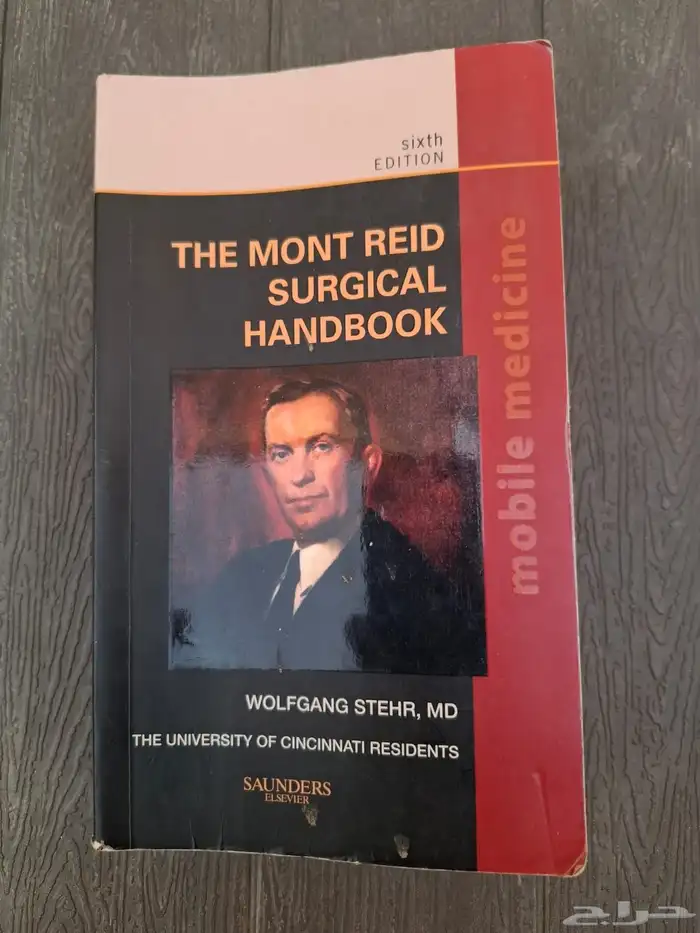 sixth
EDITION
THE MONT REID
SURGICAL
HANDBOOK
mobile medicine
WOLFGANG STEHR, MD
THE UNIVERSITY OF CINCINNATI RESIDENTS
SAUNDERS
ELSEVIER
حراج